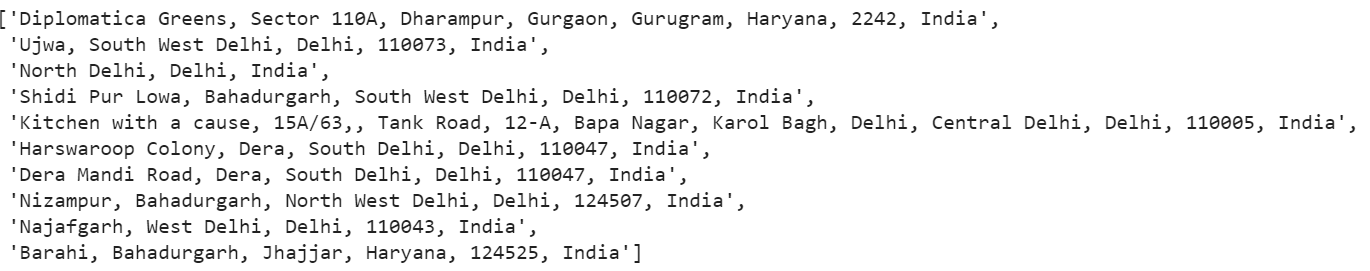 ['Diplomatica Greens, Sector 110A, Dharampur, Gurgaon, Gurugram, Haryana, 2242, India',
'Ujwa, South West Delhi, Delhi, 110073, India',
'North Delhi, Delhi, India',
'Shidi Pur Lowa, Bahadurgarh, South West Delhi, Delhi, 110072, India',
'Kitchen with a cause, 15A/63,, Tank Road, 12-A, Bapa Nagar, Karol Bagh, Delhi, Central Delhi, Delhi, 110005, India',
'Harswaroop Colony, Dera, South Delhi, Delhi, 110047, India',
'Dera Mandi Road, Dera, South Delhi, Delhi, 110047, India',
'Nizampur, Bahadurgarh, North West Delhi, Delhi, 124507, India',
'Najafgarh, West Delhi, Delhi, 110043, India',
'Barahi, Bahadurgarh, Jhajjar, Haryana, 124525, India']